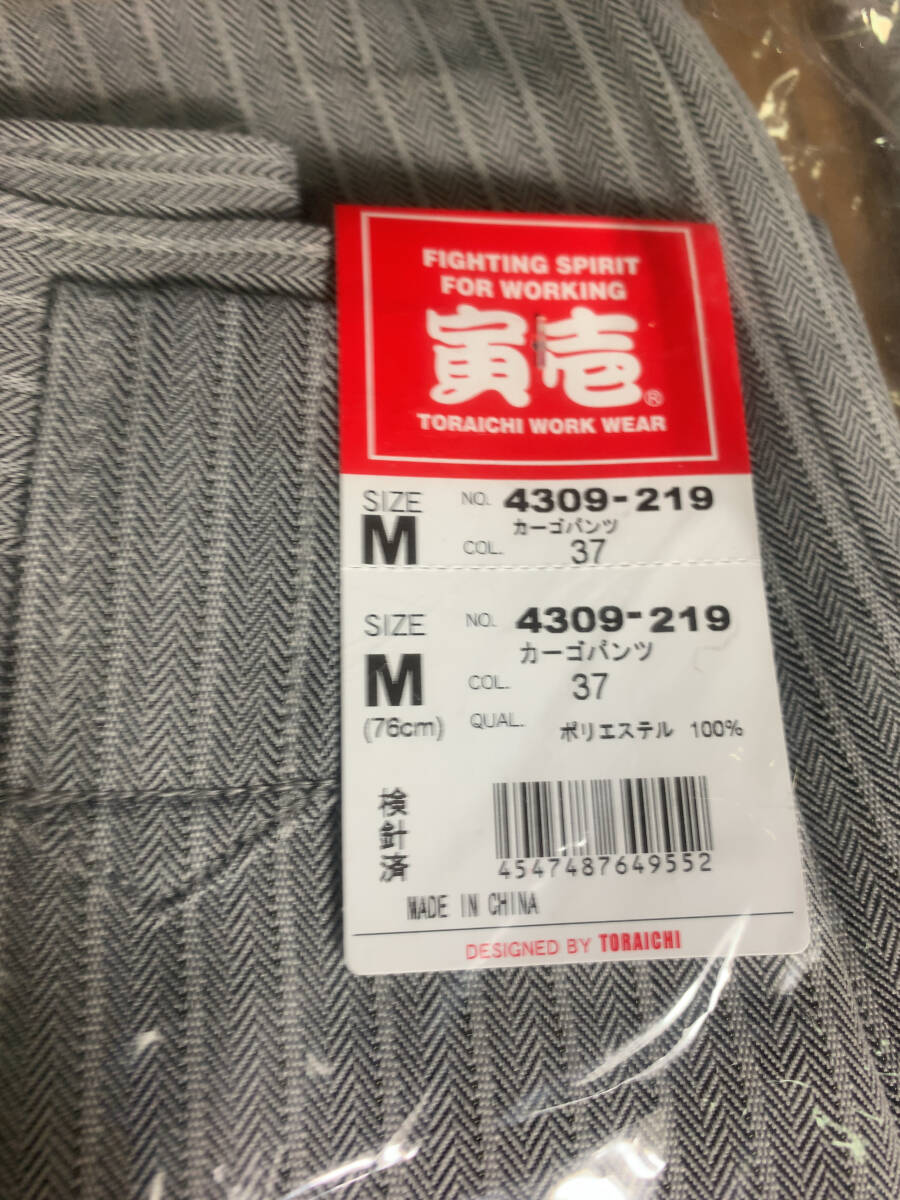 FIGHTING SPIRIT
FOR WORKING
寅壱®
TORAICHI WORK WEAR
SIZE NO. 4309-219
カーゴパンツ
M COL. 37
SIZE NO. 4309-219
カーゴパンツ
M COL. 37
(76cm) QUAL. ポリエステル 100%
検針済
4547487649552
MADE IN CHINA
DESIGNED BY TORAICHI